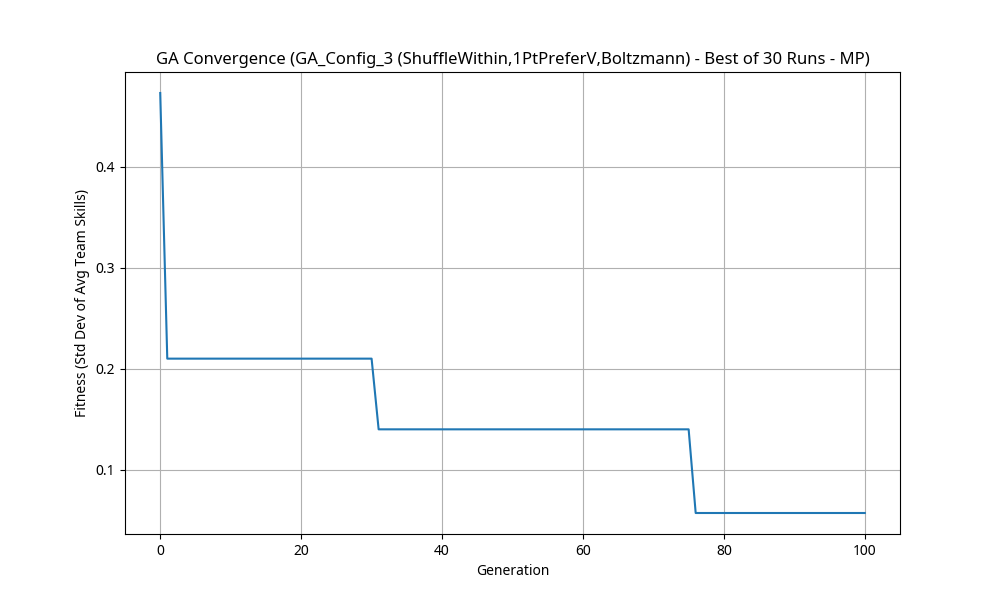 GA Convergence (GA_Config_3 (ShuffleWithin,1PtPreferV,Boltzmann) - Best of 30 Runs - MP)
Fitness (Std Dev of Avg Team Skills)
0.4
0.3
0.2
0.1
0 20 40 60 80 100
Generation